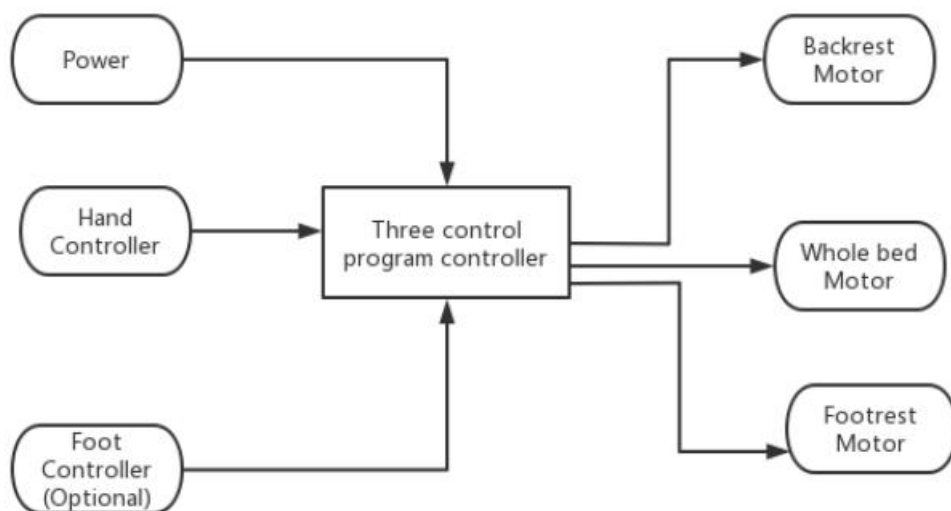 Power
Backrest
Motor
Hand
Controller
Three control
program controller
Whole bed
Motor
Foot
Controller
(Optional)
Footrest
Motor